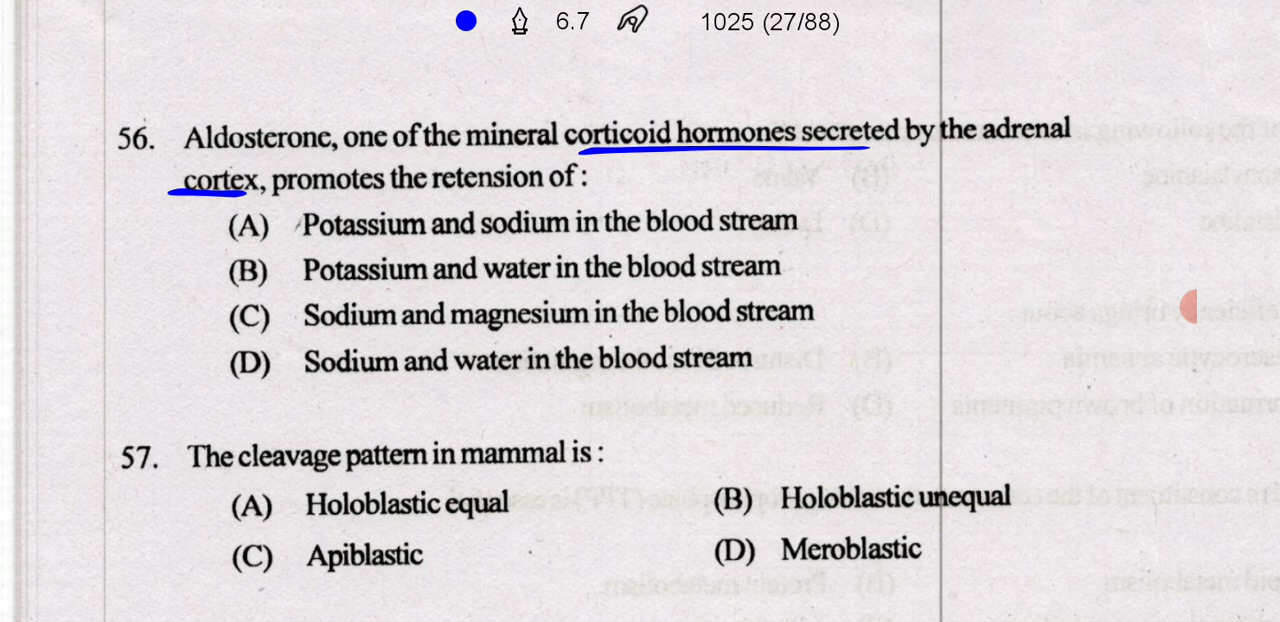 6.7 1025 (27/88)
56. Aldosterone, one of the mineral corticoid hormones secreted by the adrenal
cortex, promotes the retention of :
(A) Potassium and sodium in the blood stream
(B) Potassium and water in the blood stream
(C) Sodium and magnesium in the blood stream
(D) Sodium and water in the blood stream
57. The cleavage pattern in mammal is :
(A) Holoblastic equal (B) Holoblastic unequal
(C) Apiblastic (D) Meroblastic